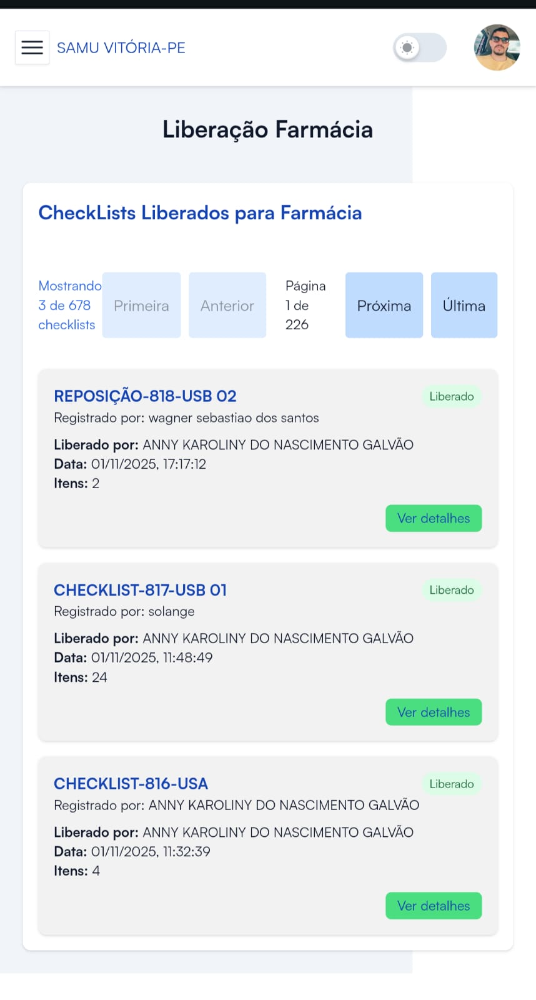 SAMU VITÓRIA-PE
Liberação Farmácia
CheckLists Liberados para Farmácia
Mostrando
3 de 678
checklists
Primeira
Anterior
Página
1 de
226
Próxima
Última
REPOSIÇÃO-818-USB 02
Liberado
Registrado por: wagner sebastiao dos santos
Liberado por: ANNY KAROLINY DO NASCIMENTO GALVÃO
Data: 01/11/2025, 17:17:12
Itens: 2
Ver detalhes
CHECKLIST-817-USB 01
Liberado
Registrado por: solange
Liberado por: ANNY KAROLINY DO NASCIMENTO GALVÃO
Data: 01/11/2025, 11:48:49
Itens: 24
Ver detalhes
CHECKLIST-816-USA
Liberado
Registrado por: ANNY KAROLINY DO NASCIMENTO GALVÃO
Liberado por: ANNY KAROLINY DO NASCIMENTO GALVÃO
Data: 01/11/2025, 11:32:39
Itens: 4
Ver detalhes